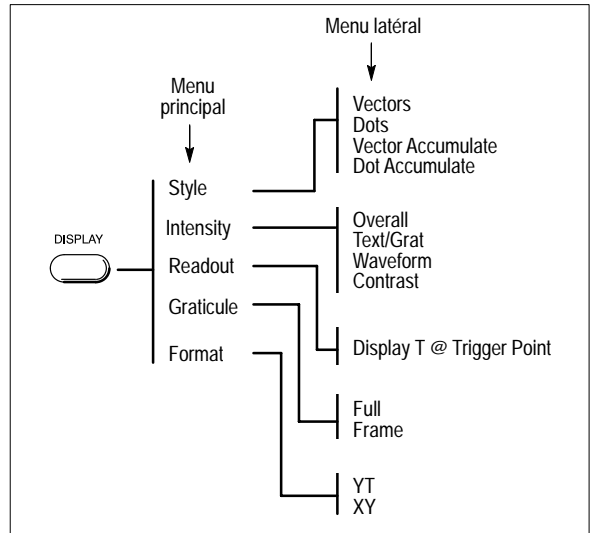 Menu latéral
Menu
principal
Vectors
Dots
Vector Accumulate
Dot Accumulate
Style
Intensity
Overall
Text/Grat
Waveform
Contrast
DISPLAY
Readout
Graticule
Display T @ Trigger Point
Format
Full
Frame
YT
XY